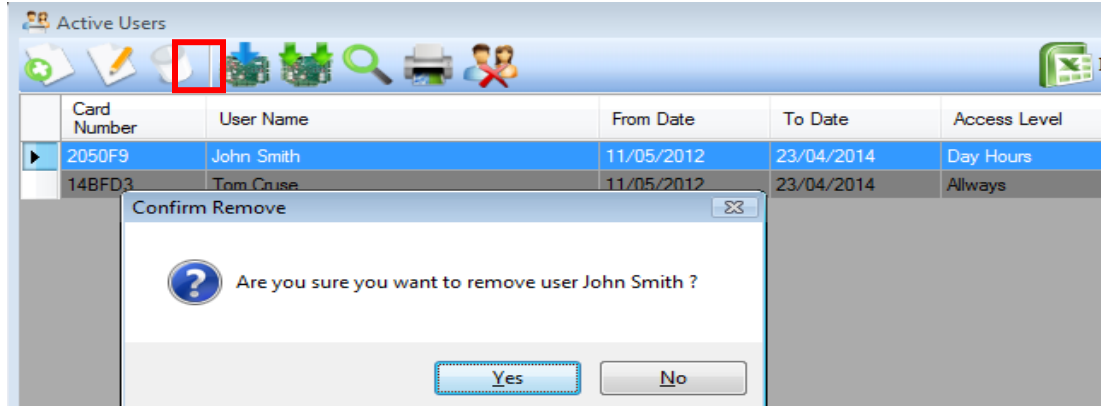 Active Users
Card Number User Name From Date To Date Access Level
2050F9 John Smith 11/05/2012 23/04/2014 Day Hours
14BFD3 Tom Cruse 11/05/2012 23/04/2014 Allways
Confirm Remove
Are you sure you want to remove user John Smith ?
Yes No